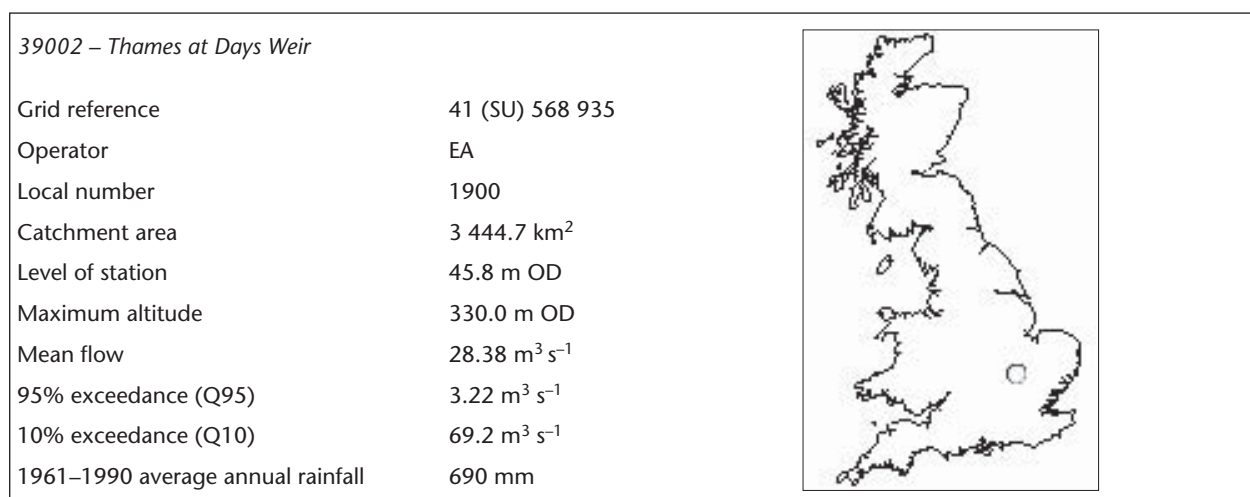 39002 – Thames at Days Weir
Grid reference 41 (SU) 568 935
Operator EA
Local number 1900
Catchment area 3 444.7 km²
Level of station 45.8 m OD
Maximum altitude 330.0 m OD
Mean flow 28.38 m³ s⁻¹
95% exceedance (Q95) 3.22 m³ s⁻¹
10% exceedance (Q10) 69.2 m³ s⁻¹
1961–1990 average annual rainfall 690 mm